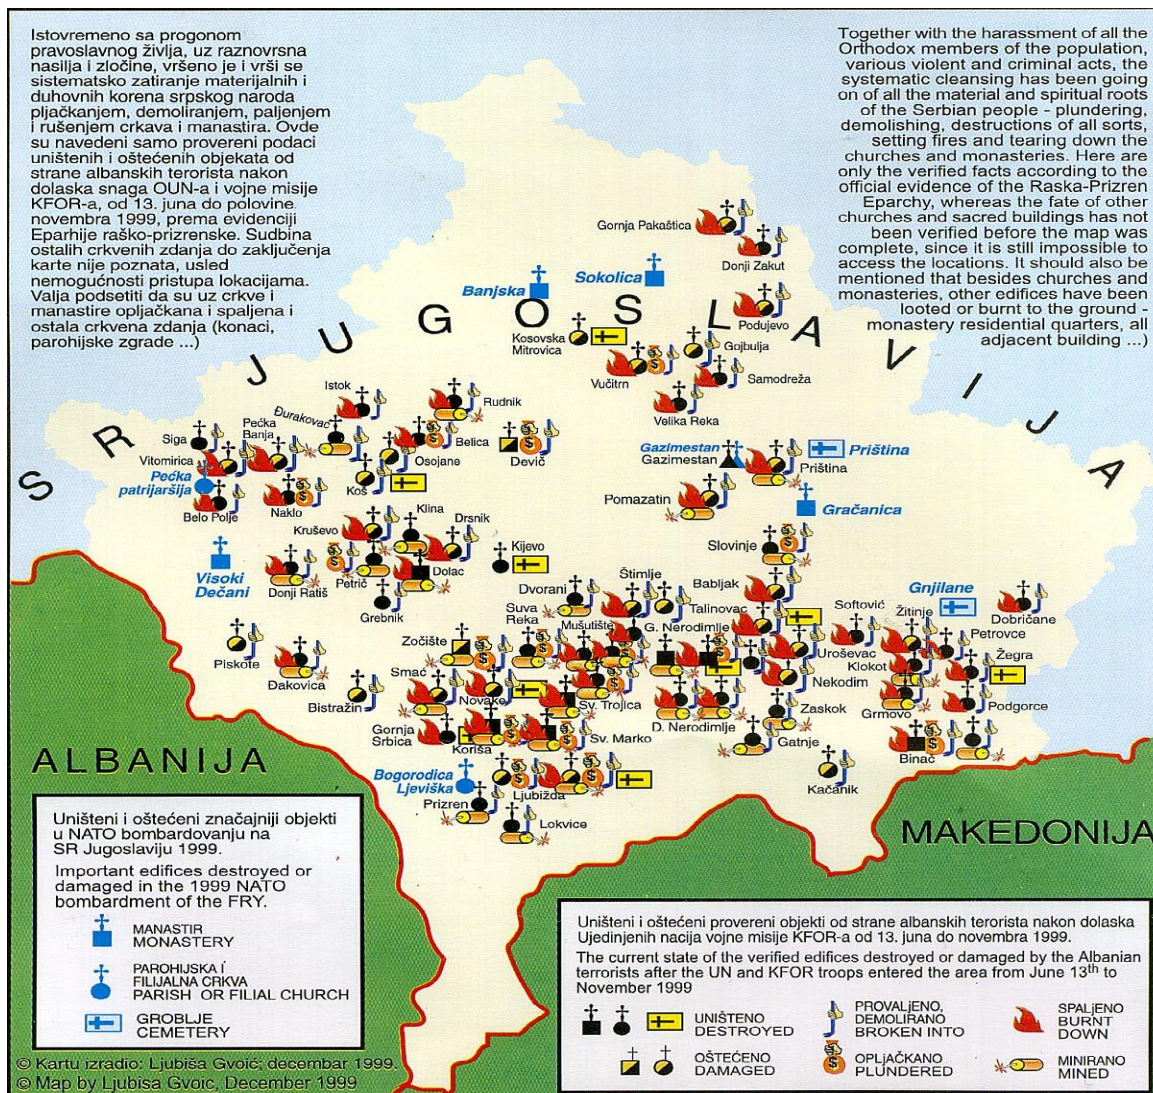 Istovremeno sa progonom
pravoslavnog življa, uz raznovrsna
nasilja i zločine, vršeno je i vrši se
sistematsko zatiranje materijalnih i
duhovnih korena srpskog naroda
pljačkanjem, demoliranjem, paljenjem
i rušenjem crkava i manastira. Ovde
su navedeni samo provereni podaci
uništenih i oštećenih objekata od
strane albanskih terorista nakon
dolaska snaga OUN-a i vojne misije
KFOR-a, od 13. juna do polovine
novembra 1999, prema evidenciji
Eparhije raško-prizrenske. Sudbina
ostalih crkvenih zdanja do zaključenja
karte nije poznata, usled
nemogućnosti pristupa lokacijama.
Valja podsetiti da su uz crkve i
manastire opljačkana i spaljena i
ostala crkvena zdanja (konaci,
parohijske zgrade ...)
Together with the harassment of all the
Orthodox members of the population,
various violent and criminal acts, the
systematic cleansing has been going
on of all the material and spiritual roots
of the Serbian people - plundering,
demolishing, destructions of all sorts,
setting fires and tearing down the
churches and monasteries. Here are
only the verified facts according to the
official evidence of the Raska-Prizren
Eparchy, whereas the fate of other
churches and sacred buildings has not
been verified before the map was
complete, since it is still impossible to
access the locations. It should also be
mentioned that besides churches and
monasteries, other edifices have been
looted or burnt to the ground -
monastery residential quarters, all
adjacent building ...)
SR JUGOSLAVIJA
Gornja Pakaštica
Donji Zakut
Banjska
Sokolica
Podujevo
Kosovska
Mitrovica
Gojbulja
Vučitrn
Samodreža
Velika Reka
Istok
Rudnik
Đurakovac
Siga
Pećka
Banja
Belica
Osojane
Devič
Vitomirica
Pećka
patrijaršija
Koš
Belo Polje
Naklo
Gazimestan
Gazimestan
Priština
Priština
Pomazatin
Gračanica
Klina
Drsnik
Kruševo
Slovinje
Kijevo
Visoki
Dečani
Donji Ratiš
Petrič
Dolac
Grebnik
Dvorani
Štimlje
Babljak
Gnjilane
Suva
Reka
Mušutište
G. Nerodimlje
Talinovac
Softović
Žitinje
Dobričane
Petrovce
Zočište
Uroševac
Klokot
Žegra
Piskote
Đakovica
Smać
Nekodim
Bistražin
Novake
Sv. Trojica
Grmovo
Podgorce
Gornja
Srbica
Koriša
Sv. Marko
D. Nerodimlje
Zaskok
Gatnje
Binač
Bogorodica
Ljeviška
Ljubižda
Kačanik
Prizren
Lokvice
ALBANIJA
MAKEDONIJA
Uništeni i oštećeni značajniji objekti
u NATO bombardovanju na
SR Jugoslaviju 1999.
Important edifices destroyed or
damaged in the 1999 NATO
bombardment of the FRY.
MANASTIR
MONASTERY
PAROHIJSKA I
FILIJALNA CRKVA
PARISH OR FILIAL CHURCH
GROBLJE
CEMETERY
© Kartu izradio: Ljubiša Gvoić; decembar 1999.
© Map by Ljubisa Gvoic, December 1999
Uništeni i oštećeni provereni objekti od strane albanskih terorista nakon dolaska
Ujedinjenih nacija vojne misije KFOR-a od 13. juna do novembra 1999.
The current state of the verified edifices destroyed or damaged by the Albanian
terrorists after the UN and KFOR troops entered the area from June 13th to
November 1999
UNIŠTENO
DESTROYED
OŠTEĆENO
DAMAGED
PROVALjENO,
DEMOLIRANO
BROKEN INTO
OPLjAČKANO
PLUNDERED
SPALjENO
BURNT
DOWN
MINIRANO
MINED